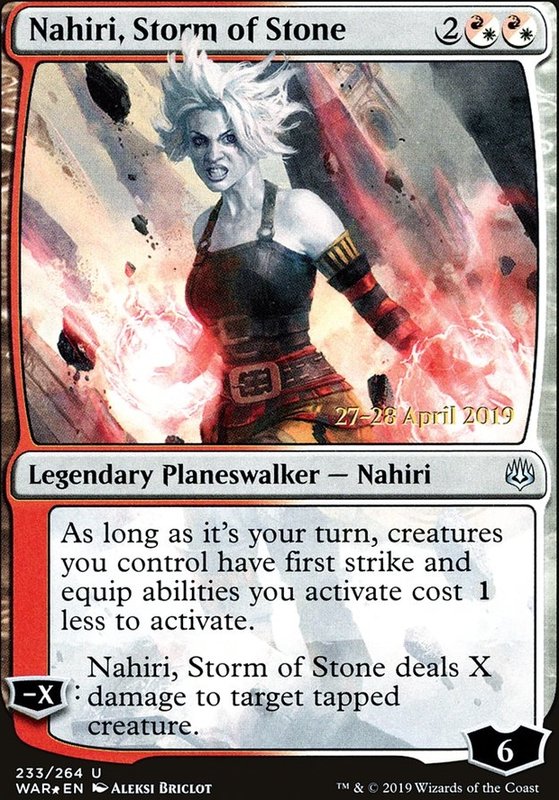 Nahiri, Storm of Stone 2
27-28 April 2019
Legendary Planeswalker — Nahiri
As long as it's your turn, creatures
you control have first strike and
equip abilities you activate cost 1
less to activate.
Nahiri, Storm of Stone deals X
-X : damage to target tapped
creature.
6
233/264 U
WAR★EN Aleksi Briclot
™ & © 2019 Wizards of the Coast